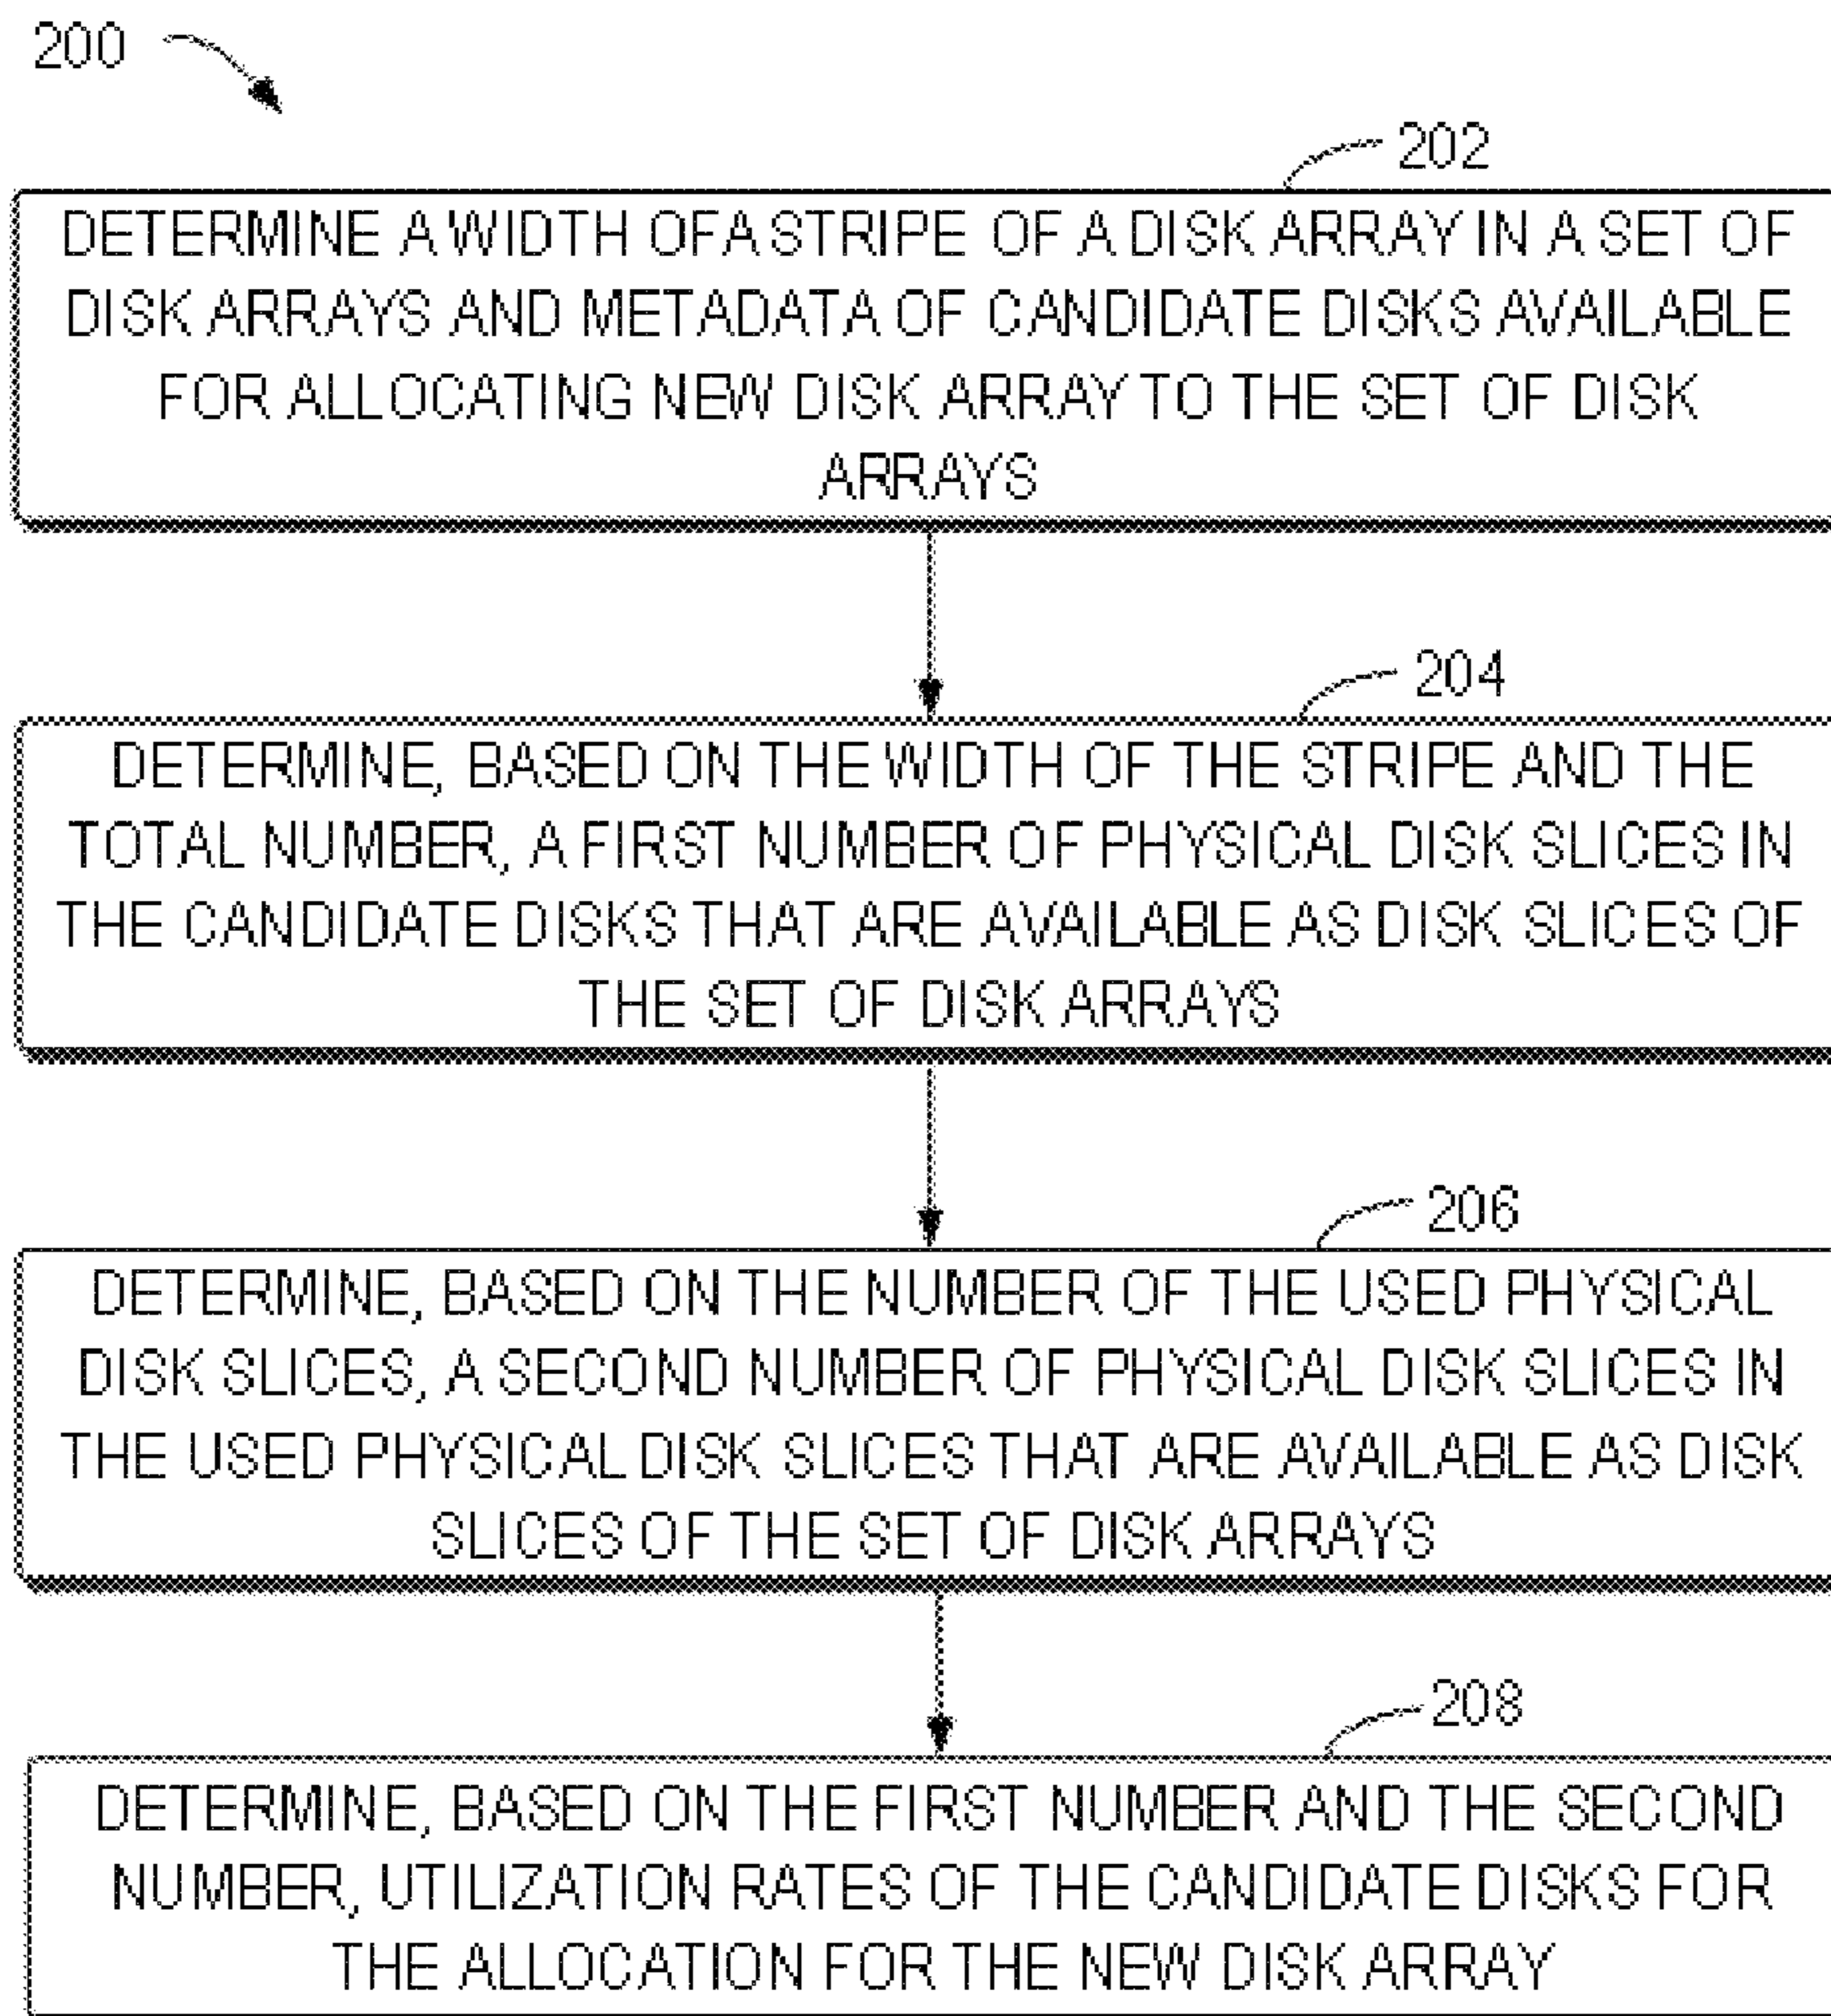 200
202
DETERMINE A WIDTH OF A STRIPE OF A DISK ARRAY IN A SET OF
DISK ARRAYS AND METADATA OF CANDIDATE DISKS AVAILABLE
FOR ALLOCATING NEW DISK ARRAY TO THE SET OF DISK
ARRAYS
204
DETERMINE, BASED ON THE WIDTH OF THE STRIPE AND THE
TOTAL NUMBER, A FIRST NUMBER OF PHYSICAL DISK SLICES IN
THE CANDIDATE DISKS THAT ARE AVAILABLE AS DISK SLICES OF
THE SET OF DISK ARRAYS
206
DETERMINE, BASED ON THE NUMBER OF THE USED PHYSICAL
DISK SLICES, A SECOND NUMBER OF PHYSICAL DISK SLICES IN
THE USED PHYSICAL DISK SLICES THAT ARE AVAILABLE AS DISK
SLICES OF THE SET OF DISK ARRAYS
208
DETERMINE, BASED ON THE FIRST NUMBER AND THE SECOND
NUMBER, UTILIZATION RATES OF THE CANDIDATE DISKS FOR
THE ALLOCATION FOR THE NEW DISK ARRAY